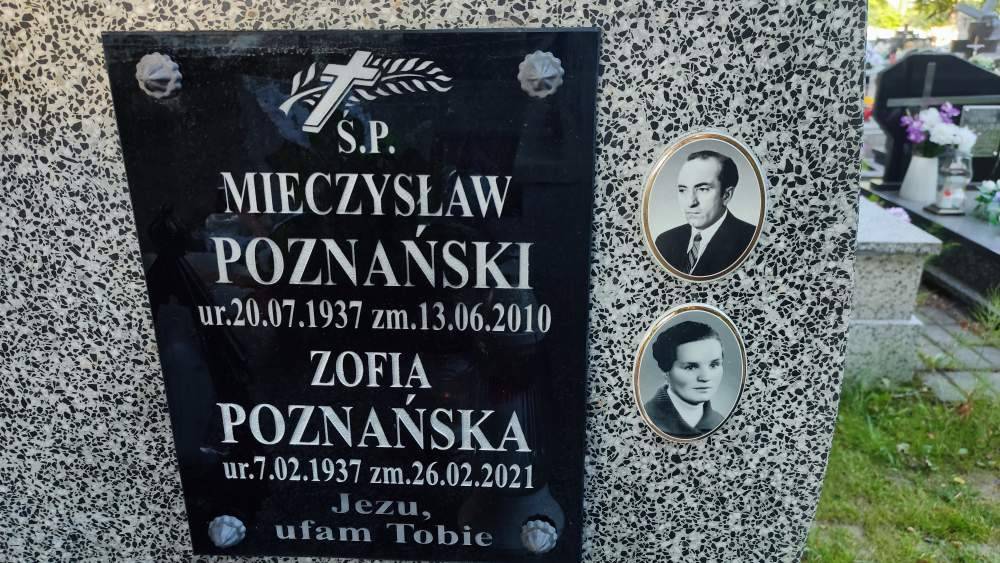 Ś.P.
MIECZYSŁAW
POZNAŃSKI
ur.20.07.1937 zm.13.06.2010
ZOFIA
POZNAŃSKA
ur.7.02.1937 zm.26.02.2021
Jezu,
ufam Tobie